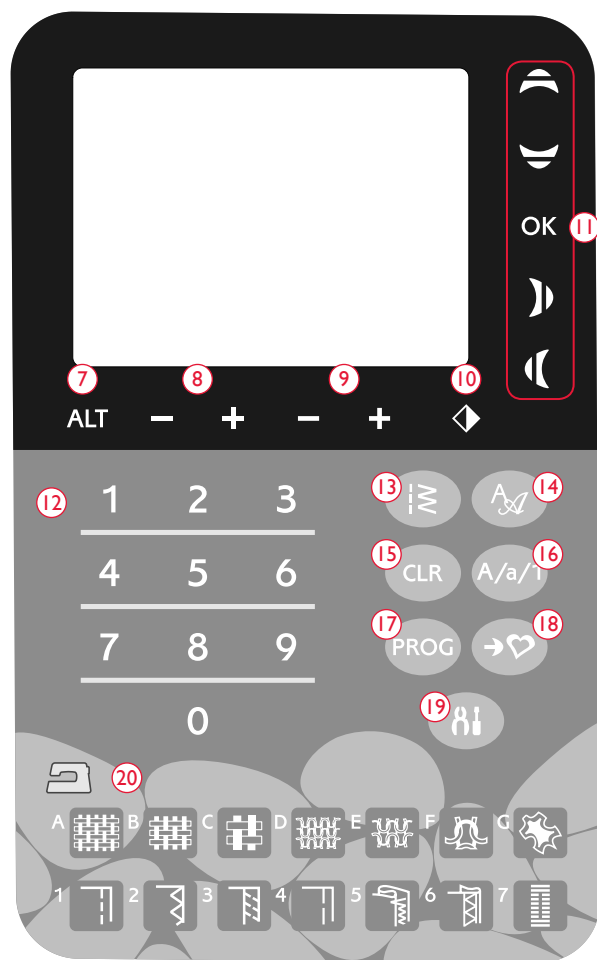 OK 11
7 8 9 10
ALT − + − +
12 1 2 3 13 14
4 5 6 15 CLR A/a/1 16
7 8 9 17 PROG 18
0 19
20
A B C D E F G
1 2 3 4 5 6 7